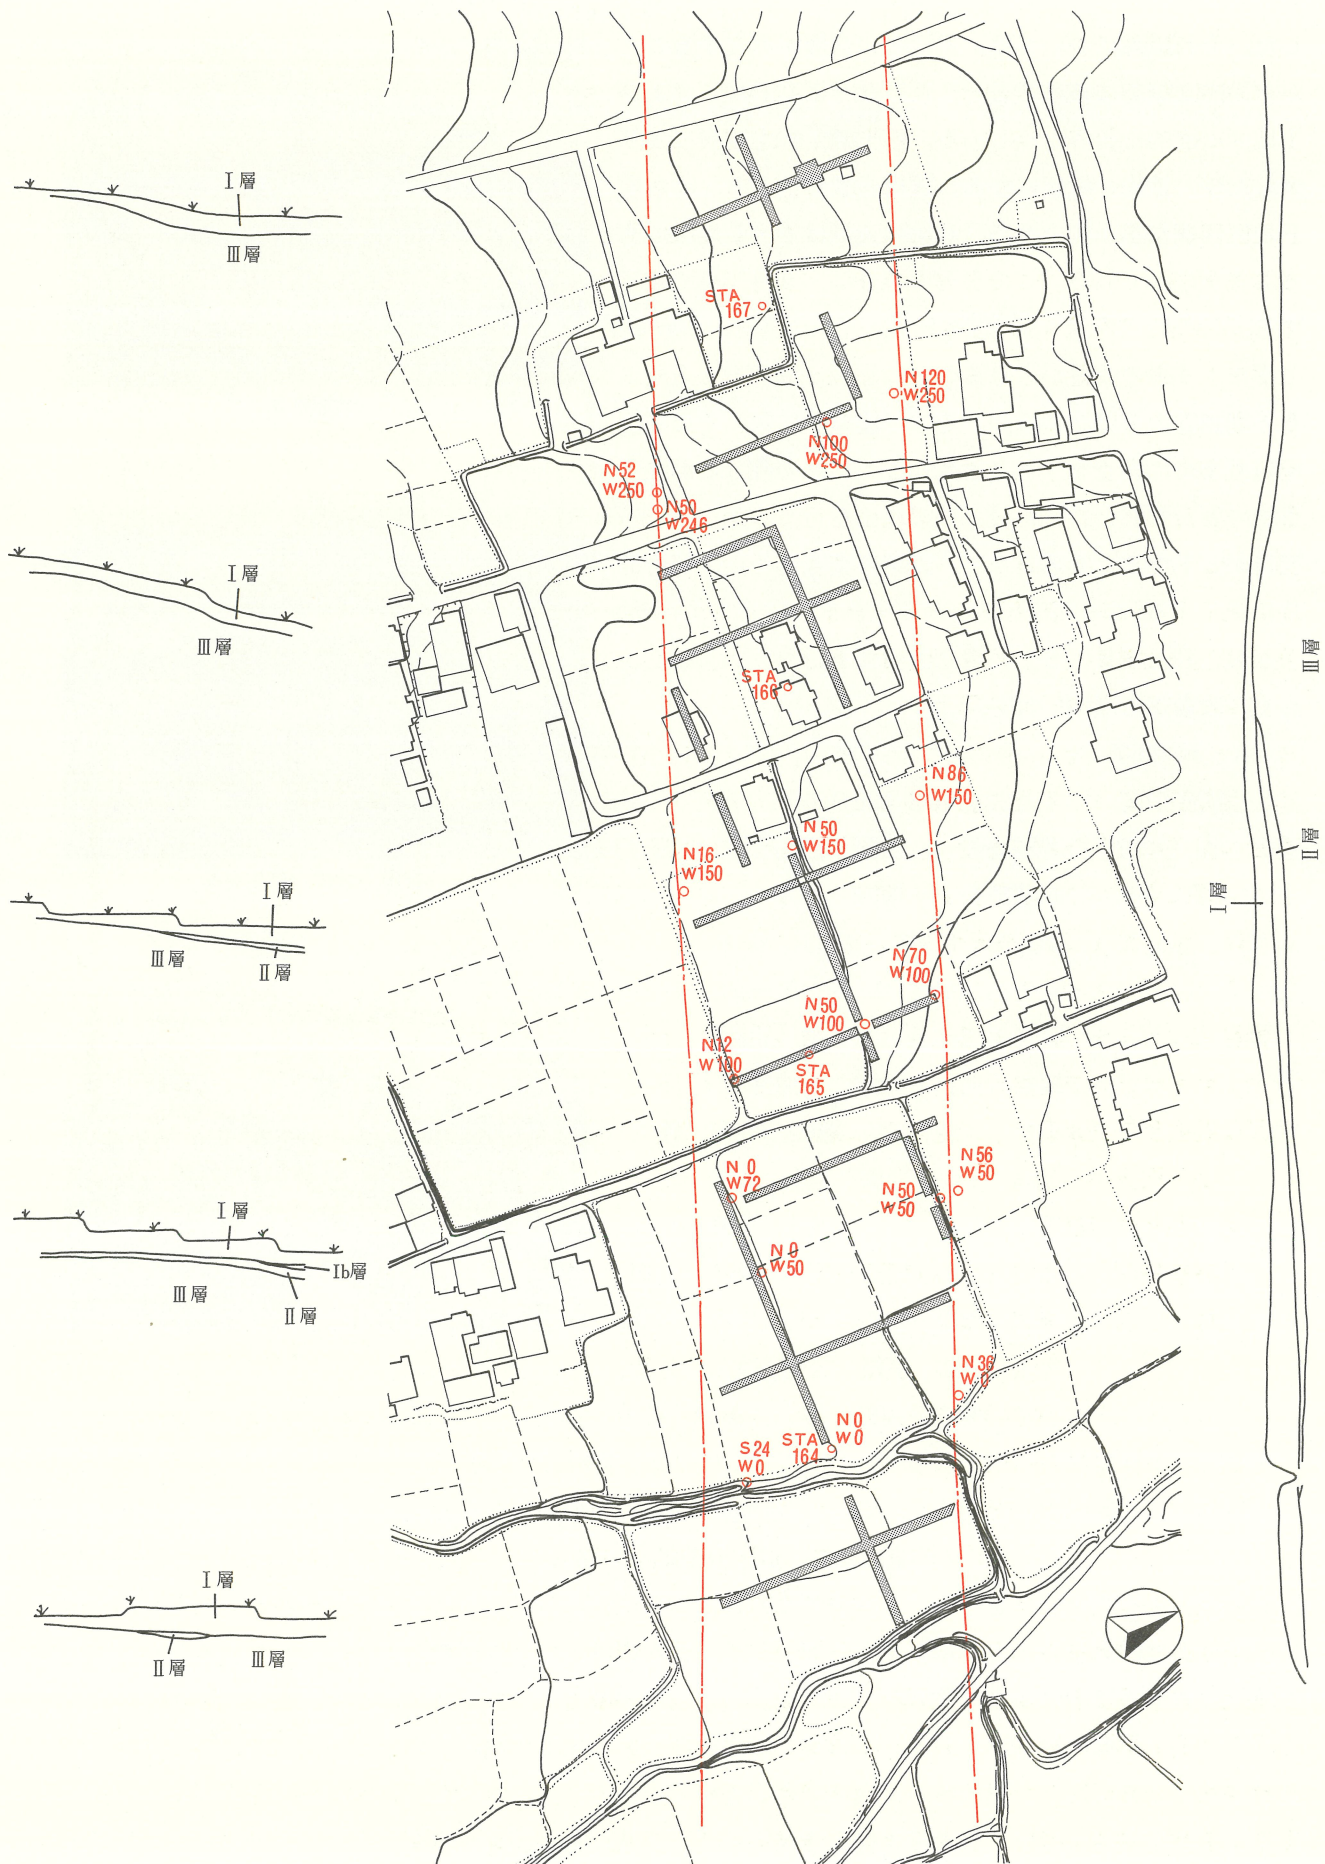 I層
III層
I層
III層
I層
III層
II層
I層
Ib層
III層
II層
I層
II層
III層
STA
167
N120
W250
N100
W250
N52
W250
N50
W246
STA
166
N86
W150
N50
W150
N16
W150
N70
W100
N50
W100
N12
W100
STA
165
N56
W50
N0
W72
N50
W50
N0
W50
N36
W0
N0
W0
STA
164
S24
W0
III層
II層
I層